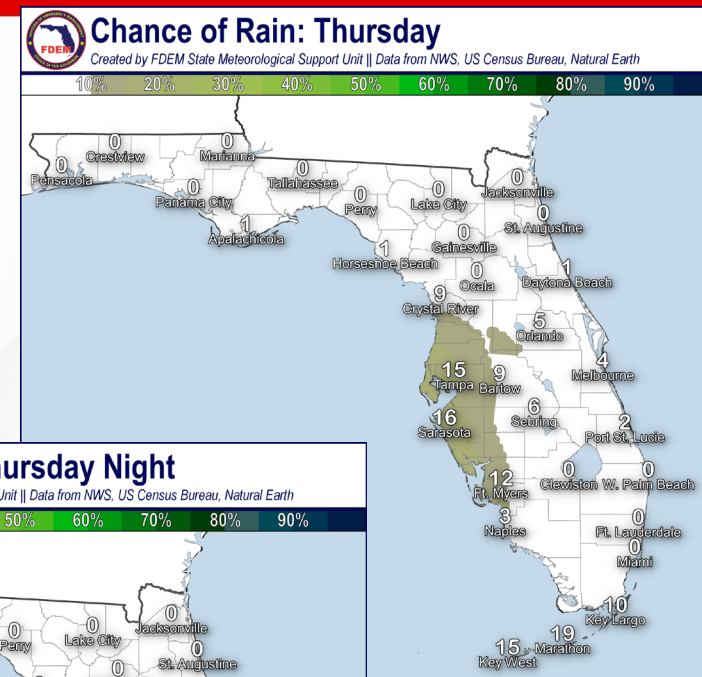 FDEM
Chance of Rain: Thursday
Created by FDEM State Meteorological Support Unit || Data from NWS, US Census Bureau, Natural Earth
10% 20% 30% 40% 50% 60% 70% 80% 90%
0
Crestview
0
Marianna
0
Pensacola
0
Tallahassee
0
Jacksonville
0
Panama City
0
Perry
0
Lake City
0
St. Augustine
1
Apalachicola
0
Gainesville
1
Horseshoe Beach
0
Ocala
1
Daytona Beach
9
Crystal River
5
Orlando
4
Melbourne
15
Tampa
9
Bartow
16
Sarasota
6
Sebring
2
Port St. Lucie
12
Ft. Myers
0
Clewiston
0
W. Palm Beach
3
Naples
0
Ft. Lauderdale
0
Miami
10
Key Largo
19
Marathon
15
Key West
ursday Night
Unit || Data from NWS, US Census Bureau, Natural Earth
50% 60% 70% 80% 90%
0
Jacksonville
0
Perry
0
Lake City
0
St. Augustine
0